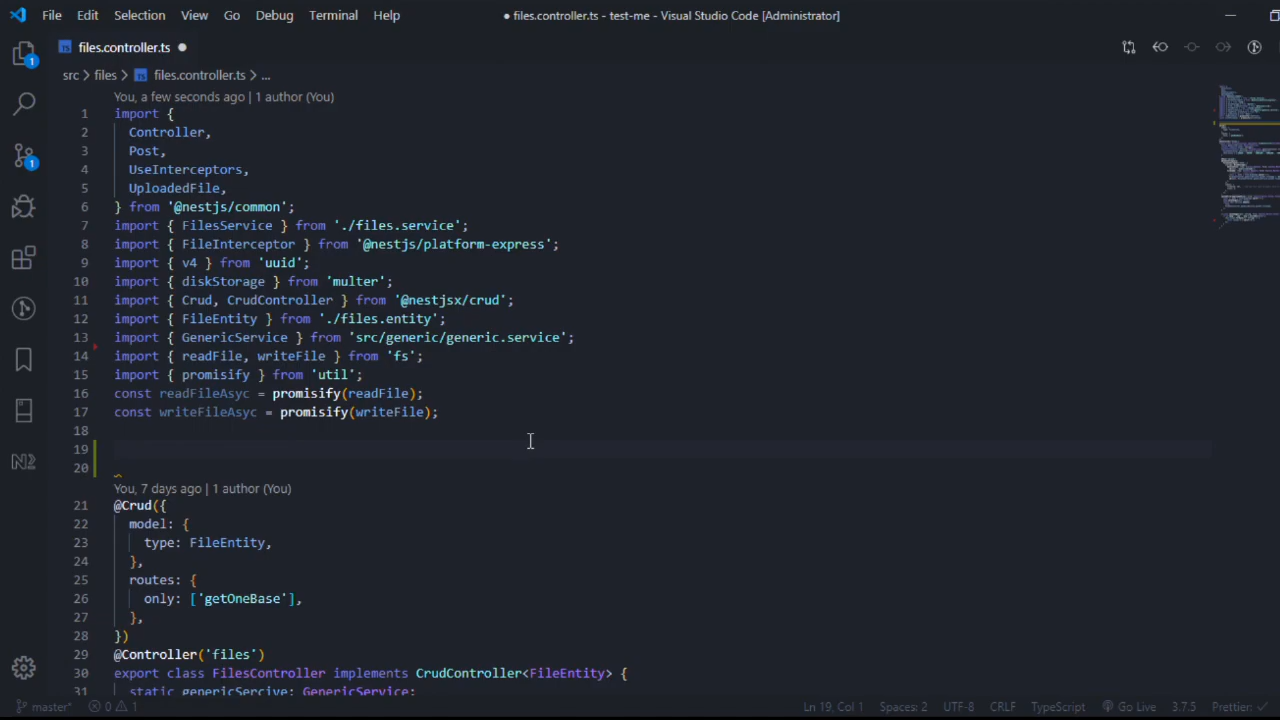 File Edit Selection View Go Debug Terminal Help
● files.controller.ts - test-me - Visual Studio Code [Administrator]
TS files.controller.ts ●
src > files > TS files.controller.ts > ...
You, a few seconds ago | 1 author (You)
1 import {
2 Controller,
3 Post,
4 UseInterceptors,
5 UploadedFile,
6 } from '@nestjs/common';
7 import { FilesService } from './files.service';
8 import { FileInterceptor } from '@nestjs/platform-express';
9 import { v4 } from 'uuid';
10 import { diskStorage } from 'multer';
11 import { Crud, CrudController } from '@nestjsx/crud';
12 import { FileEntity } from './files.entity';
13 import { GenericService } from 'src/generic/generic.service';
14 import { readFile, writeFile } from 'fs';
15 import { promisify } from 'util';
16 const readFileAsyc = promisify(readFile);
17 const writeFileAsyc = promisify(writeFile);
18
19
20
You, 7 days ago | 1 author (You)
21 @Crud({
22 model: {
23 type: FileEntity,
24 },
25 routes: {
26 only: ['getOneBase'],
27 },
28 })
29 @Controller('files')
30 export class FilesController implements CrudController<FileEntity> {
31 static genericSercive: GenericService;
1
1
master* 0 1 Ln 19, Col 1 Spaces: 2 UTF-8 CRLF TypeScript Go Live 3.7.5 Prettier: ✓